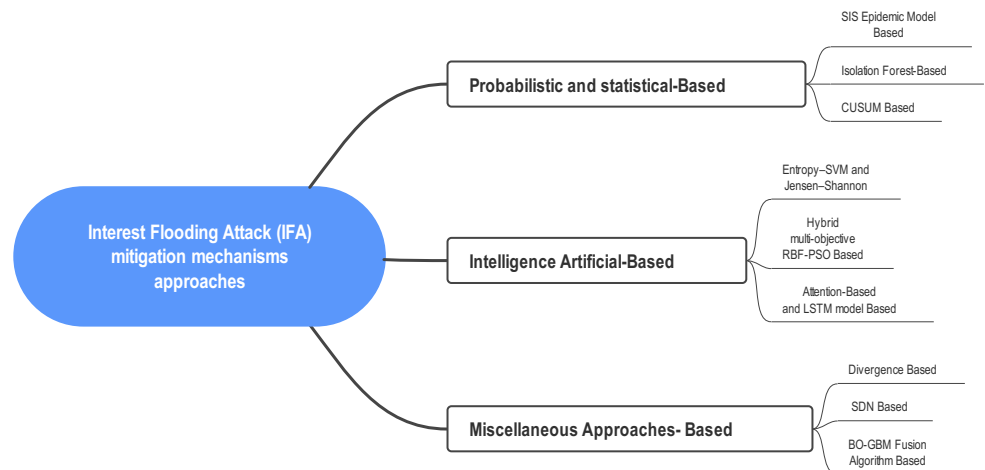 Interest Flooding Attack (IFA)
mitigation mechanisms
approaches
Probabilistic and statistical-Based
SIS Epidemic Model
Based
Isolation Forest-Based
CUSUM Based
Intelligence Artificial-Based
Entropy–SVM and
Jensen–Shannon
Hybrid
multi-objective
RBF-PSO Based
Attention-Based
and LSTM model Based
Miscellaneous Approaches- Based
Divergence Based
SDN Based
BO-GBM Fusion
Algorithm Based